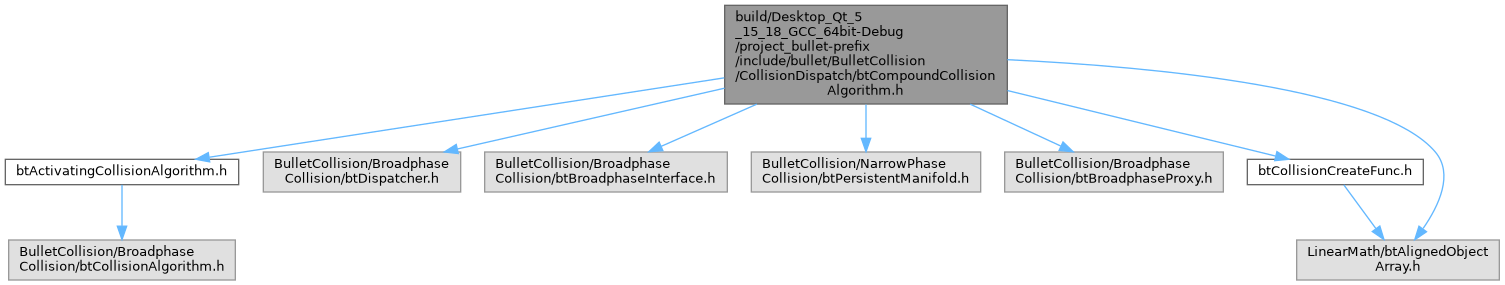 build/Desktop_Qt_5
_15_18_GCC_64bit-Debug
/project_bullet-prefix
/include/bullet/BulletCollision
/CollisionDispatch/btCompoundCollision
Algorithm.h
btActivatingCollisionAlgorithm.h
BulletCollision/Broadphase
Collision/btDispatcher.h
BulletCollision/Broadphase
Collision/btBroadphaseInterface.h
BulletCollision/NarrowPhase
Collision/btPersistentManifold.h
BulletCollision/Broadphase
Collision/btBroadphaseProxy.h
btCollisionCreateFunc.h
BulletCollision/Broadphase
Collision/btCollisionAlgorithm.h
LinearMath/btAlignedObject
Array.h